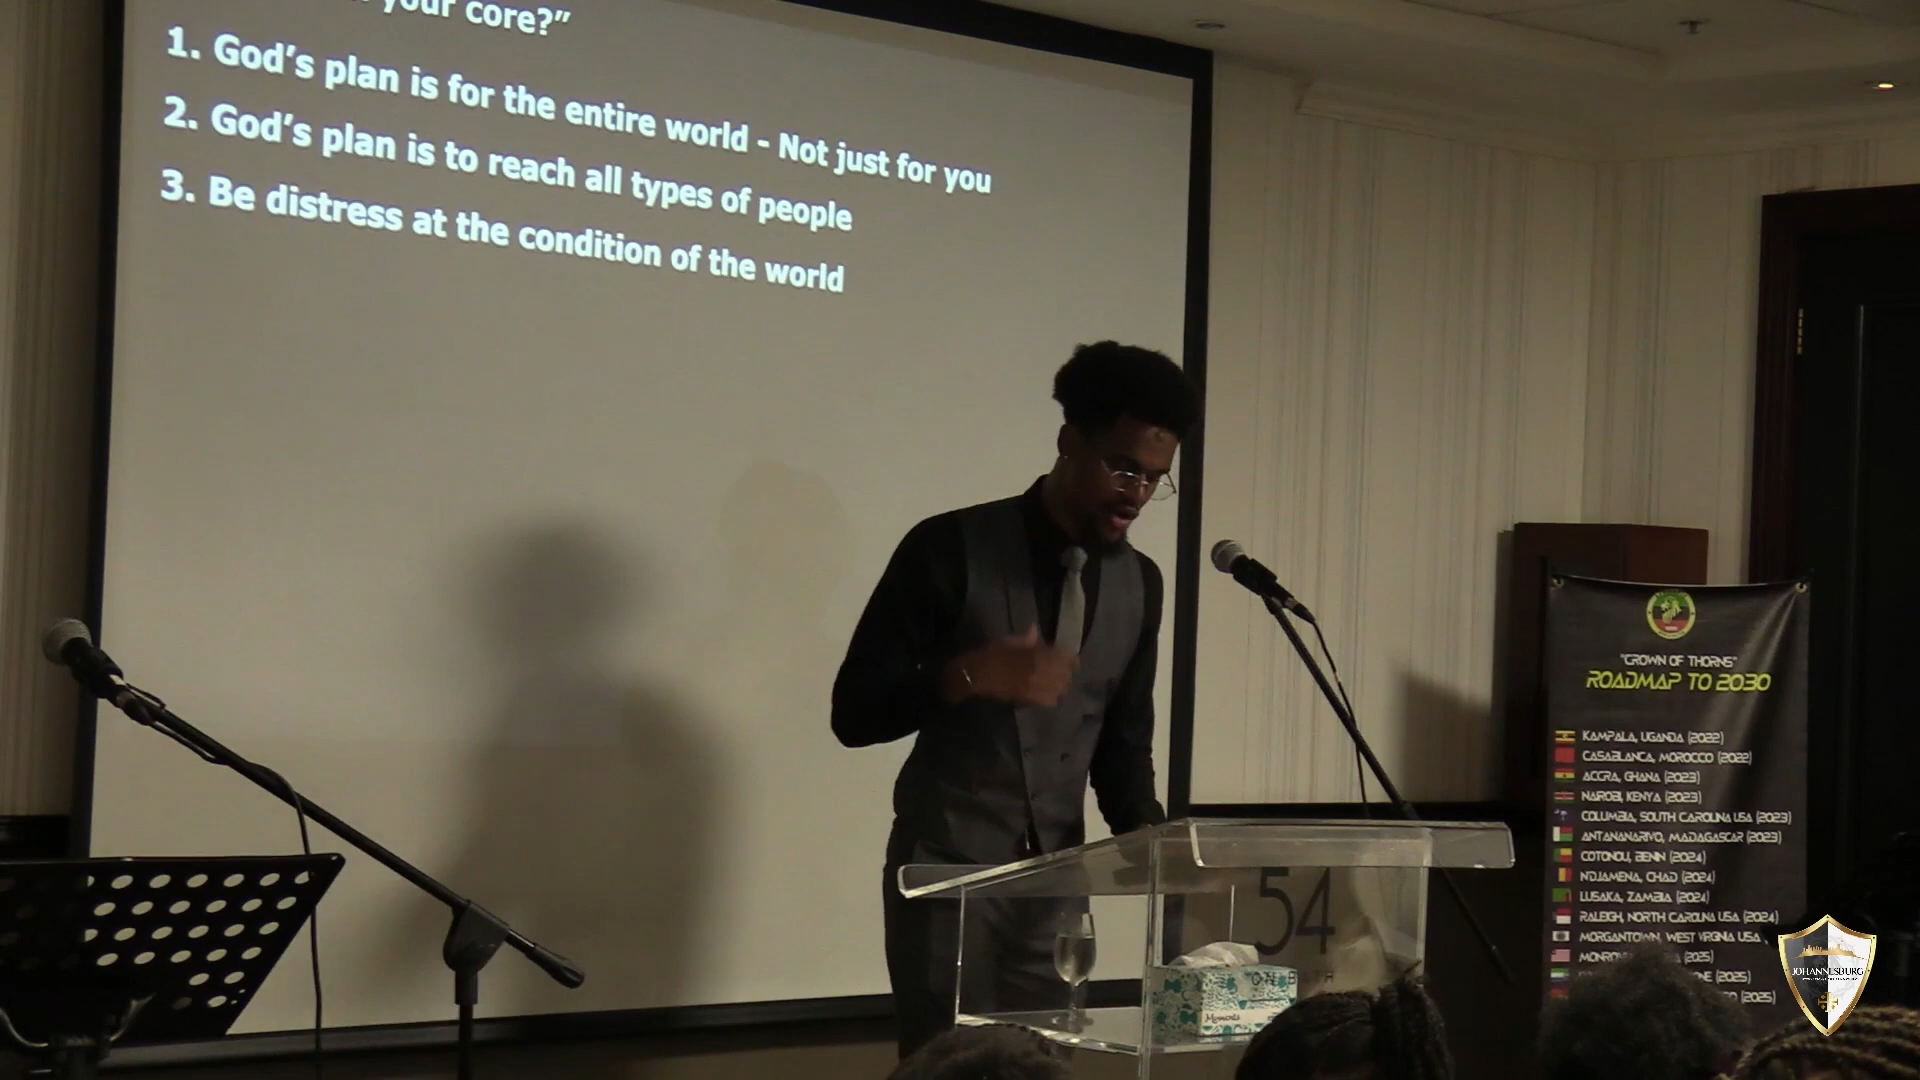 your core?”
1. God’s plan is for the entire world - Not just for you
2. God’s plan is to reach all types of people
3. Be distress at the condition of the world
"CROWN OF THORNS"
ROADMAP TO 2030
KAMPALA, UGANDA (2022)
CASABLANCA, MOROCCO (2022)
ACCRA, GHANA (2023)
NAIROBI, KENYA (2023)
COLUMBIA, SOUTH CAROLINA USA (2023)
ANTANANARIVO, MADAGASCAR (2023)
COTONOU, BENIN (2024)
N'DJAMENA, CHAD (2024)
LUSAKA, ZAMBIA (2024)
RALEIGH, NORTH CAROLINA USA (2024)
MORGANTOWN, WEST VIRGINIA USA
(2025)
(2025)
(2025)
54
Moments
JOHANNESBURG